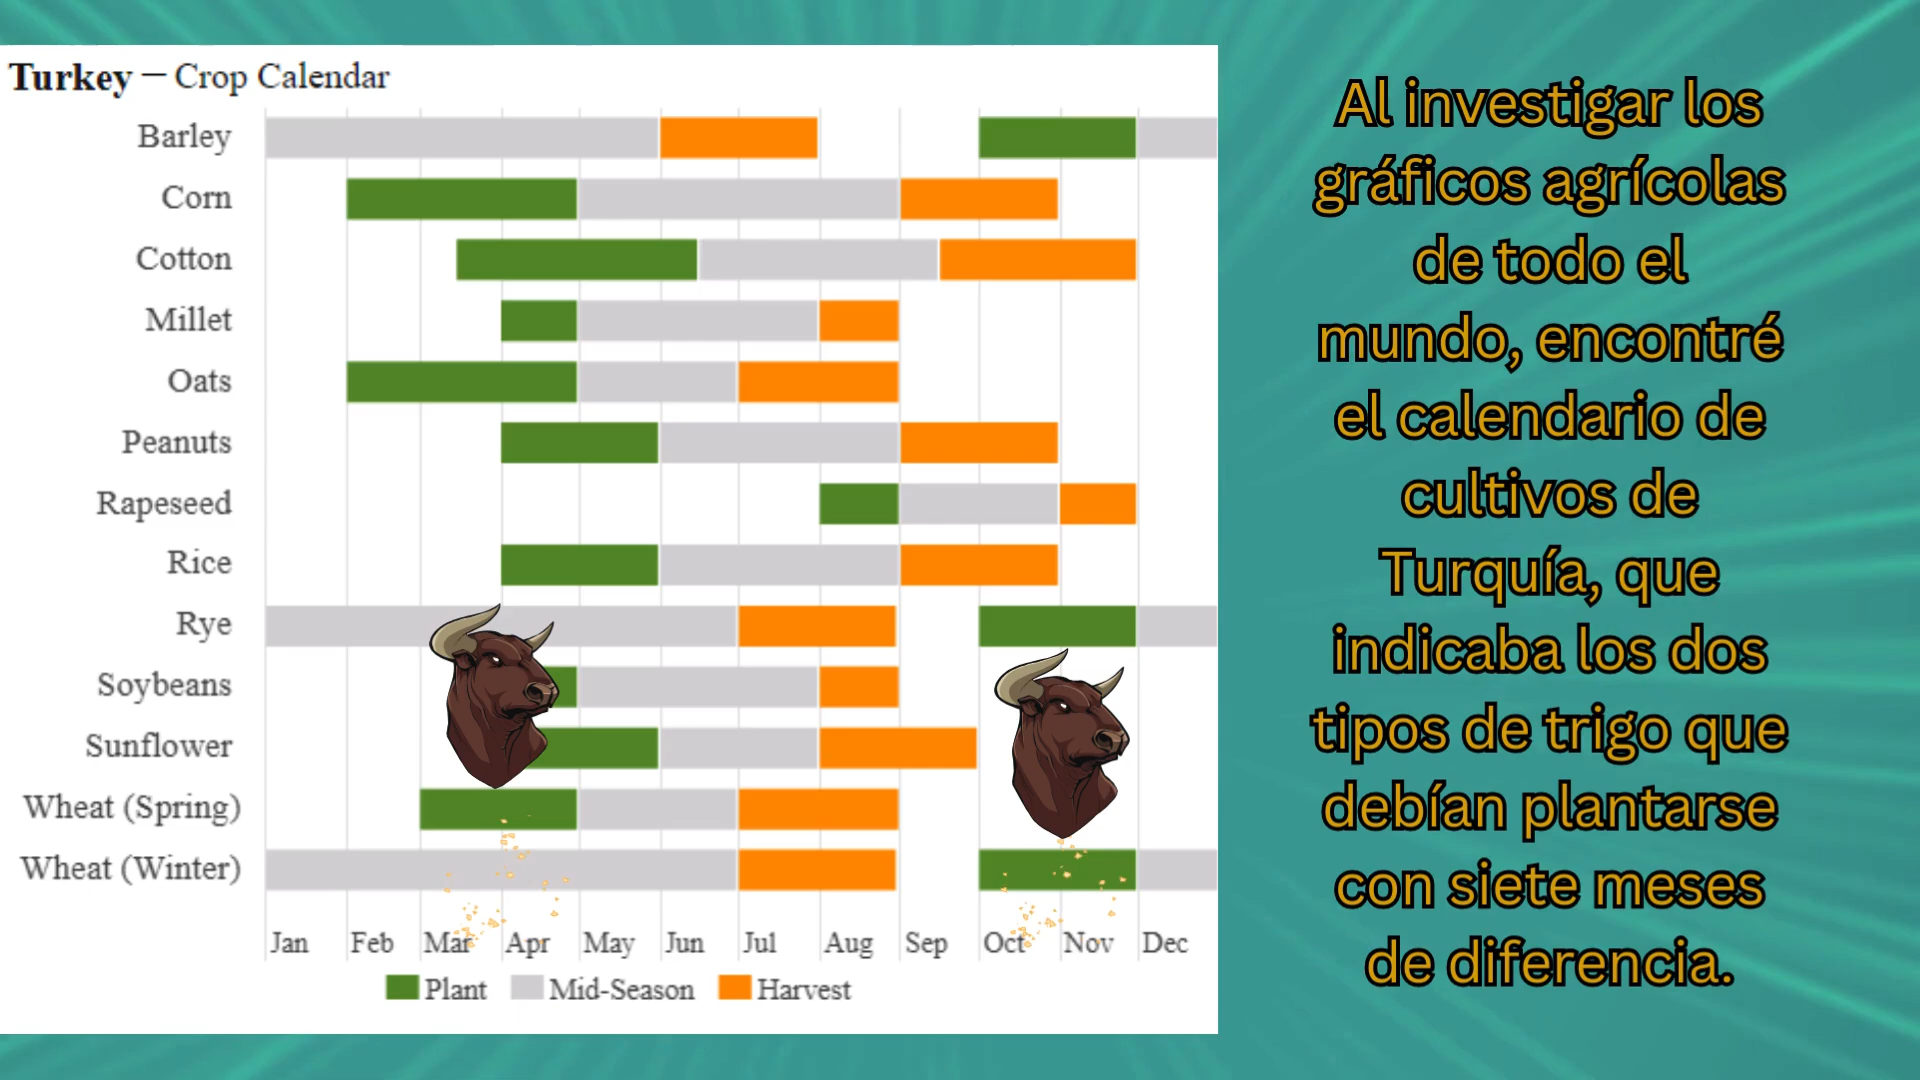 Turkey — Crop Calendar
Barley
Corn
Cotton
Millet
Oats
Peanuts
Rapeseed
Rice
Rye
Soybeans
Sunflower
Wheat (Spring)
Wheat (Winter)
Jan Feb Mar Apr May Jun Jul Aug Sep Oct Nov Dec
Plant Mid-Season Harvest
Al investigar los
gráficos agrícolas
de todo el
mundo, encontré
el calendario de
cultivos de
Turquía, que
indicaba los dos
tipos de trigo que
debían plantarse
con siete meses
de diferencia.